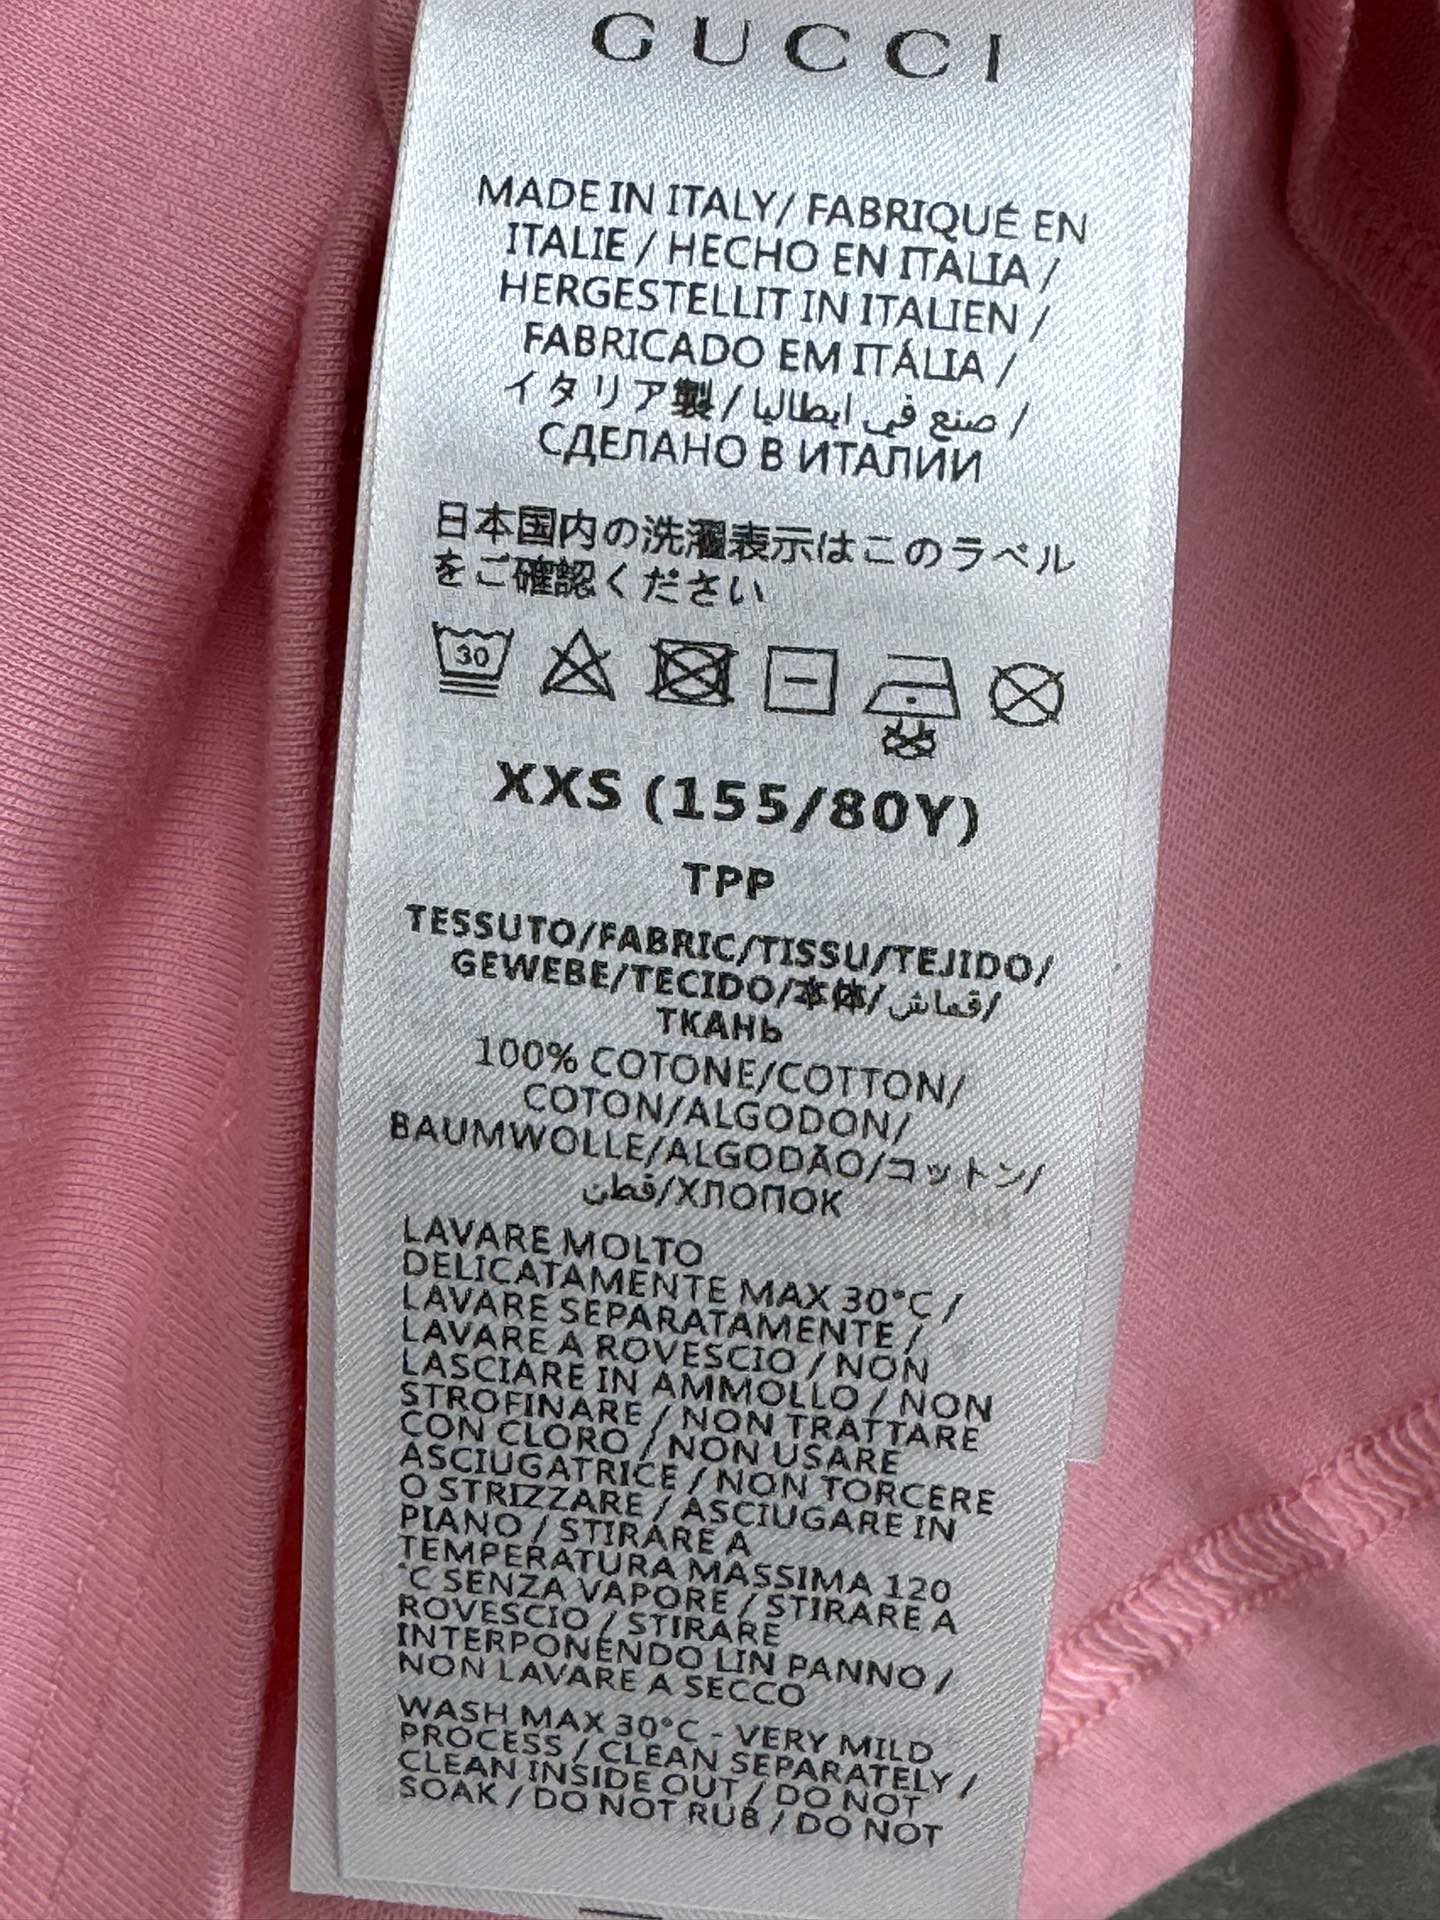 GUCCI
MADE IN ITALY/ FABRIQUÉ EN
ITALIE / HECHO EN ITALIA /
HERGESTELLIT IN ITALIEN /
FABRICADO EM ITÁLIA /
イタリア製 / صنع في ايطاليا /
СДЕЛАНО В ИТАЛИИ
日本国内の洗濯表示はこのラベル
をご確認ください
30
XXS (155/80Y)
TPP
TESSUTO/FABRIC/TISSU/TEJIDO/
GEWEBE/TECIDO/本体/قماش/
ТКАНЬ
100% COTONE/COTTON/
COTON/ALGODON/
BAUMWOLLE/ALGODÃO/コットン/
قطن/ХЛОПОК
LAVARE MOLTO
DELICATAMENTE MAX 30°C /
LAVARE SEPARATAMENTE /
LAVARE A ROVESCIO / NON
LASCIARE IN AMMOLLO / NON
STROFINARE / NON TRATTARE
CON CLORO / NON USARE
ASCIUGATRICE / NON TORCERE
O STRIZZARE / ASCIUGARE IN
PIANO / STIRARE A
TEMPERATURA MASSIMA 120
°C SENZA VAPORE / STIRARE A
ROVESCIO / STIRARE
INTERPONENDO UN PANNO /
NON LAVARE A SECCO
WASH MAX 30°C - VERY MILD
PROCESS / CLEAN SEPARATELY /
CLEAN INSIDE OUT / DO NOT
SOAK / DO NOT RUB / DO NOT